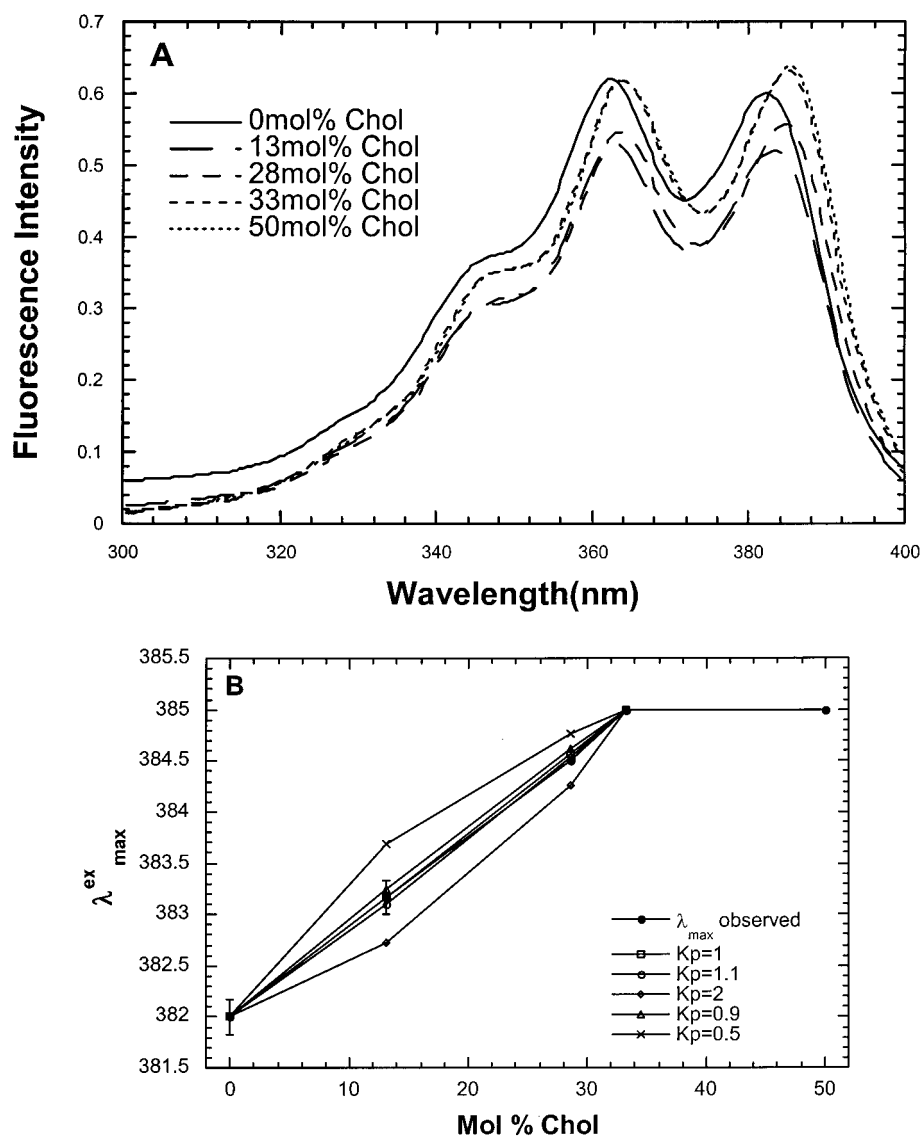 A
0.7
0.6
0.5
0.4
0.3
0.2
0.1
0
Fluorescence Intensity
0mol% Chol
13mol% Chol
28mol% Chol
33mol% Chol
50mol% Chol
300 320 340 360 380 400
Wavelength(nm)
B
385.5
385
384.5
384
383.5
383
382.5
382
381.5
λ^ex_max
λ_max observed
Kp=1
Kp=1.1
Kp=2
Kp=0.9
Kp=0.5
0 10 20 30 40 50
Mol % Chol